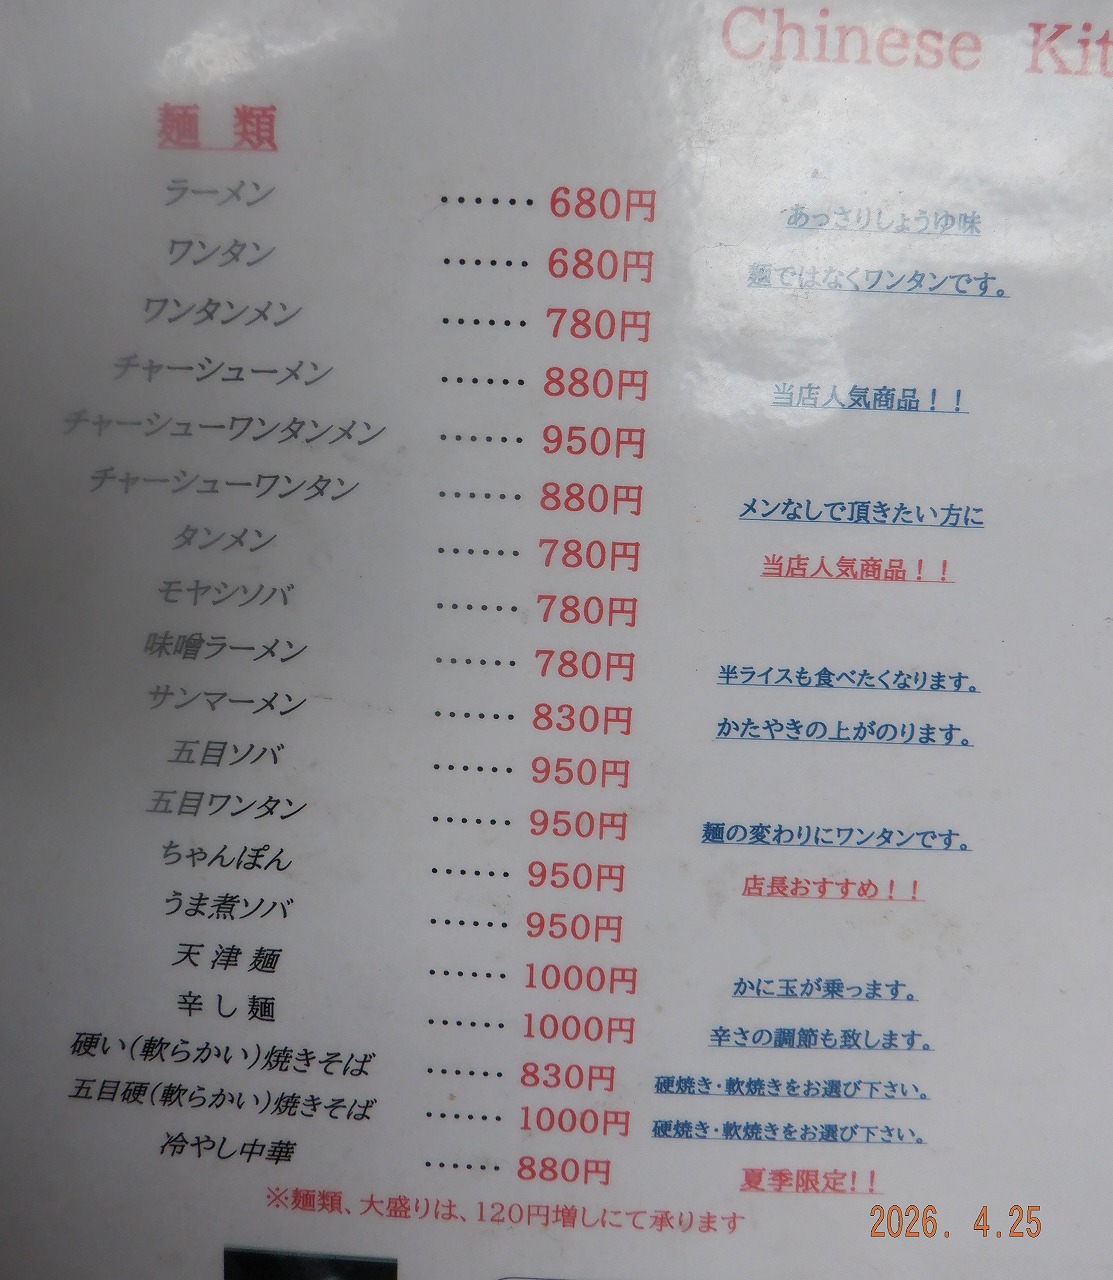 Chinese Kit
麺 類
ラーメン ・・・・・・ 680円 あっさりしょうゆ味
ワンタン ・・・・・・ 680円 麺ではなくワンタンです。
ワンタンメン ・・・・・・ 780円
チャーシューメン ・・・・・・ 880円 当店人気商品！！
チャーシューワンタンメン ・・・・・・ 950円
チャーシューワンタン ・・・・・・ 880円 メンなしで頂きたい方に
タンメン ・・・・・・ 780円 当店人気商品！！
モヤシソバ ・・・・・・ 780円
味噌ラーメン ・・・・・・ 780円 半ライスも食べたくなります。
サンマーメン ・・・・・・ 830円 かたやきの上がのります。
五目ソバ ・・・・・・ 950円
五目ワンタン ・・・・・・ 950円 麺の変わりにワンタンです。
ちゃんぽん ・・・・・・ 950円 店長おすすめ！！
うま煮ソバ ・・・・・・ 950円
天 津 麺 ・・・・・・ 1000円 かに玉が乗っます。
辛 し 麺 ・・・・・・ 1000円 辛さの調節も致します。
硬い(軟らかい)焼きそば ・・・・・・ 830円 硬焼き・軟焼きをお選び下さい。
五目硬(軟らかい)焼きそば ・・・・・・ 1000円 硬焼き・軟焼きをお選び下さい。
冷やし中華 ・・・・・・ 880円 夏季限定!！
※麺類、大盛りは、120円増しにて承ります
2026. 4.25